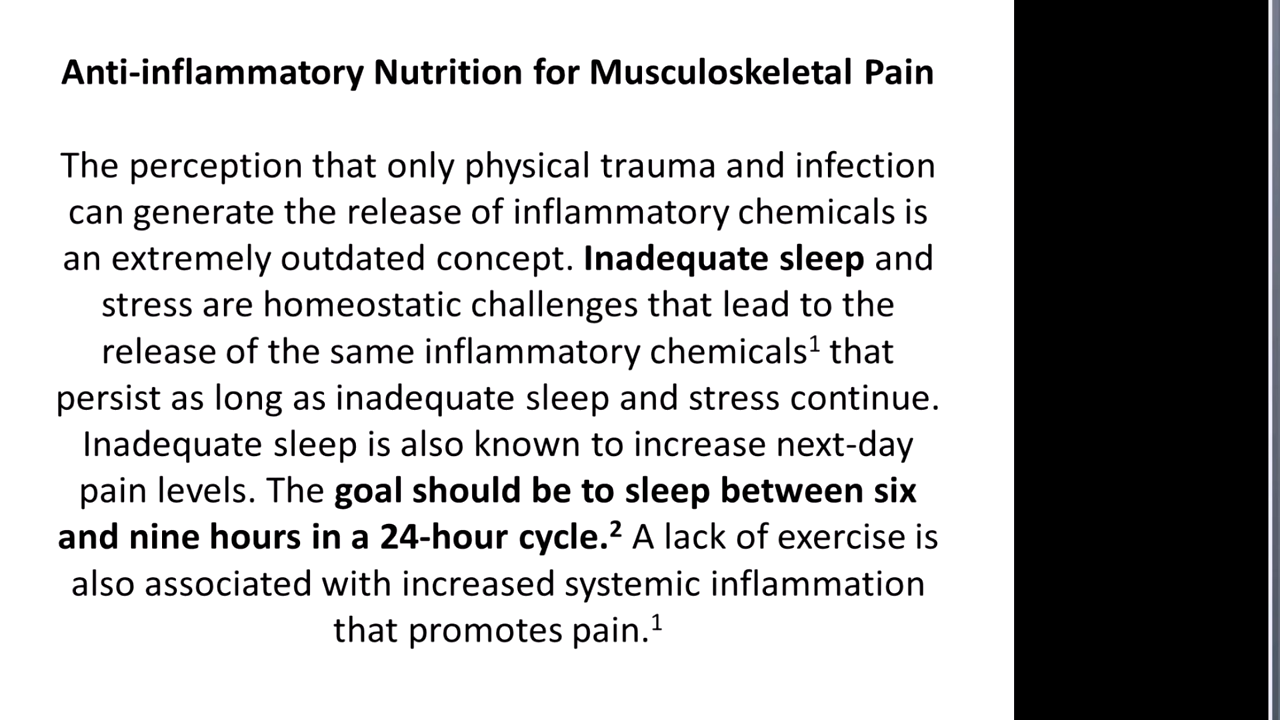 Anti-inflammatory Nutrition for Musculoskeletal Pain
The perception that only physical trauma and infection
can generate the release of inflammatory chemicals is
an extremely outdated concept. Inadequate sleep and
stress are homeostatic challenges that lead to the
release of the same inflammatory chemicals¹ that
persist as long as inadequate sleep and stress continue.
Inadequate sleep is also known to increase next-day
pain levels. The goal should be to sleep between six
and nine hours in a 24-hour cycle.² A lack of exercise is
also associated with increased systemic inflammation
that promotes pain.¹